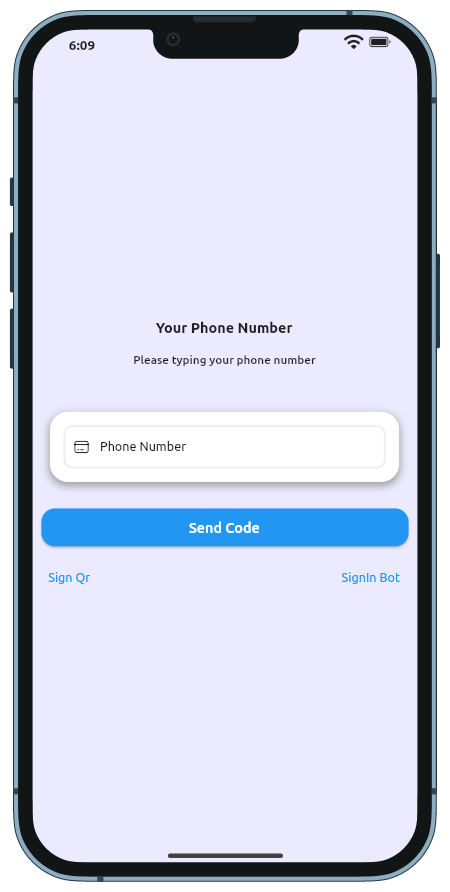 6:09
Your Phone Number
Please typing your phone number
Phone Number
Send Code
Sign Qr
SignIn Bot